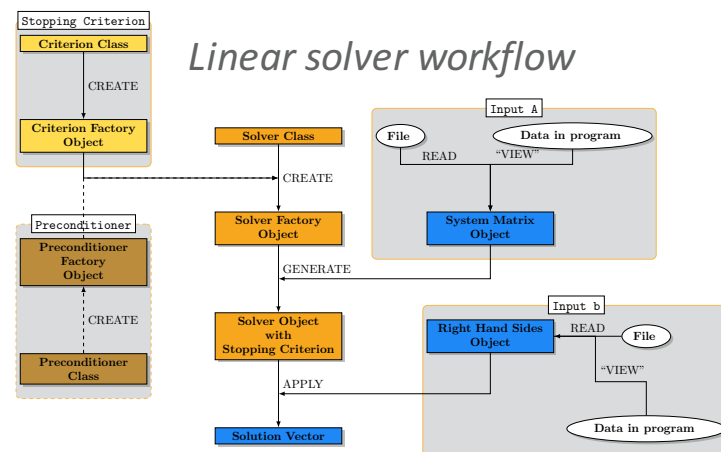 Stopping Criterion
Criterion Class
CREATE
Criterion Factory
Object
Linear solver workflow
Solver Class
CREATE
Solver Factory
Object
GENERATE
Solver Object
with
Stopping Criterion
APPLY
Solution Vector
Preconditioner
Preconditioner
Factory
Object
CREATE
Preconditioner
Class
Input A
File
Data in program
READ
“VIEW”
System Matrix
Object
Input b
Right Hand Sides
Object
READ
File
“VIEW”
Data in program